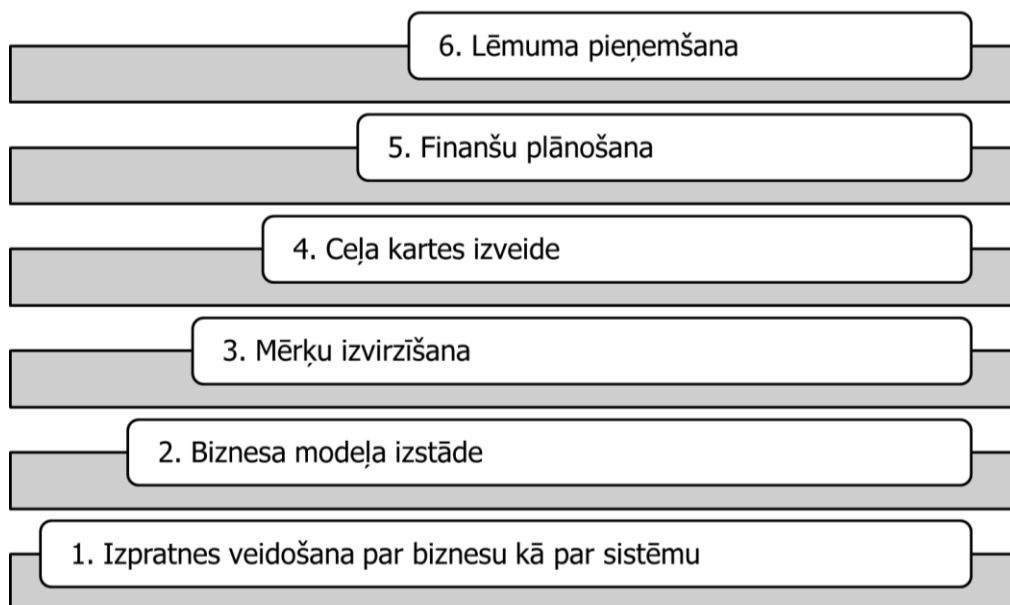 6. Lēmuma pieņemšana
5. Finanšu plānošana
4. Ceļa kartes izveide
3. Mērķu izvirzīšana
2. Biznesa modeļa izstāde
1. Izpratnes veidošana par biznesu kā par sistēmu